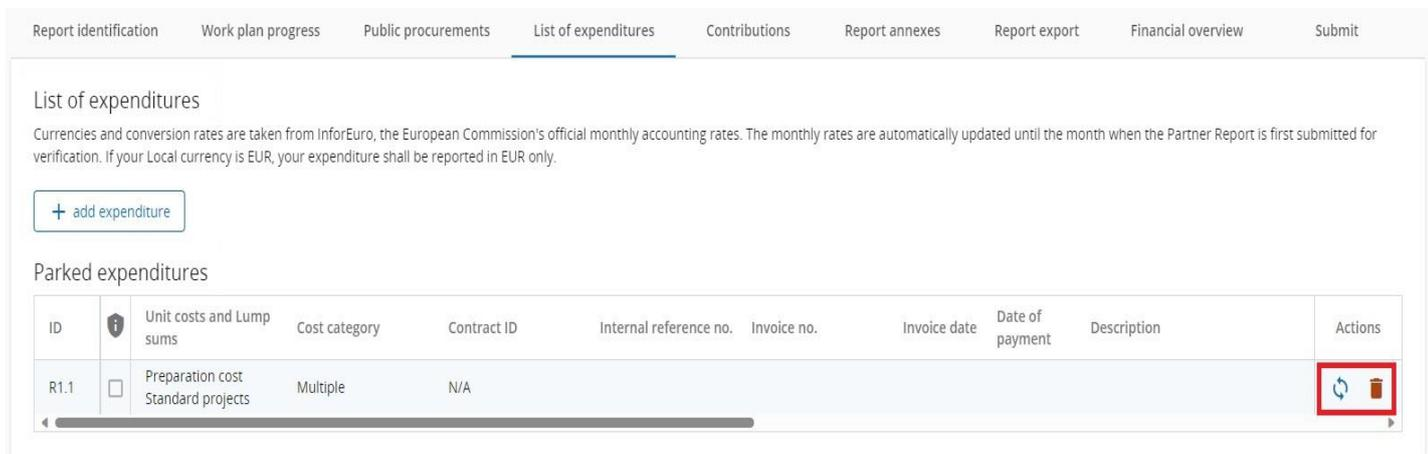 Report identification Work plan progress Public procurements List of expenditures Contributions Report annexes Report export Financial overview Submit
List of expenditures
Currencies and conversion rates are taken from InforEuro, the European Commission's official monthly accounting rates. The monthly rates are automatically updated until the month when the Partner Report is first submitted for
verification. If your Local currency is EUR, your expenditure shall be reported in EUR only.
+ add expenditure
Parked expenditures
ID Unit costs and Lump sums Cost category Contract ID Internal reference no. Invoice no. Invoice date Date of payment Description Actions
R1.1 Preparation cost Standard projects Multiple N/A